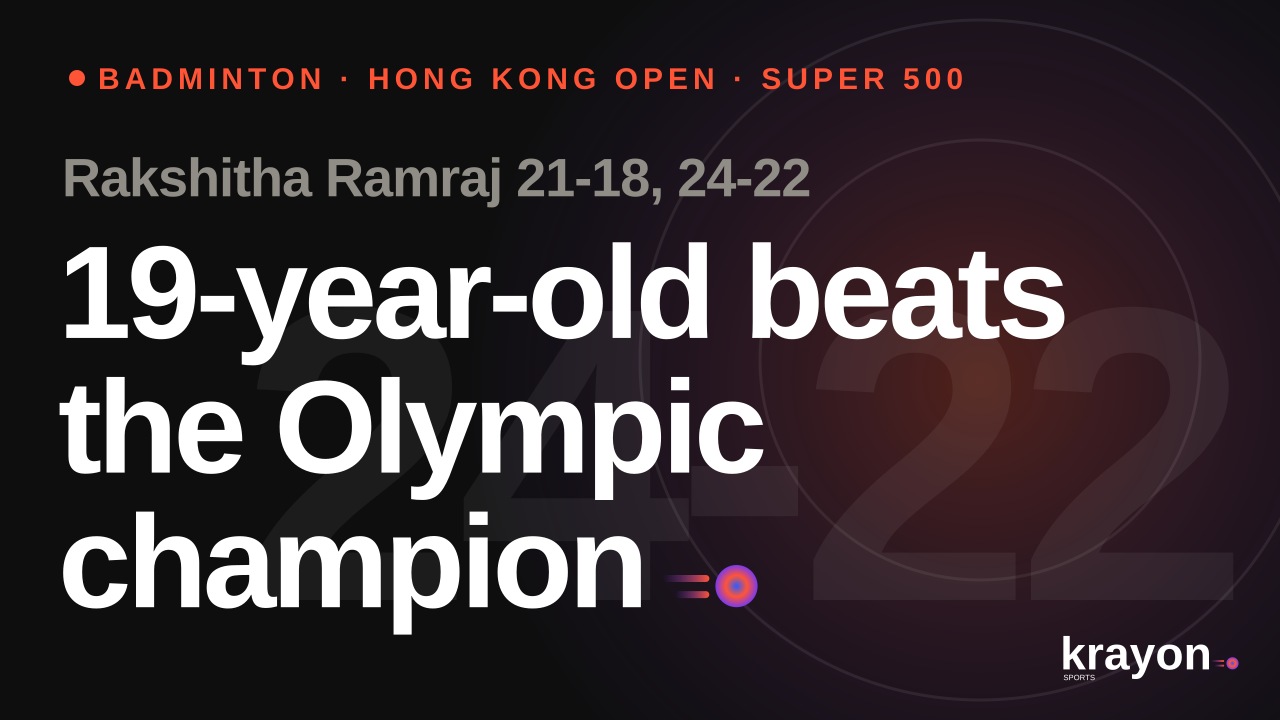 BADMINTON · HONG KONG OPEN · SUPER 500
Rakshitha Ramraj 21-18, 24-22
19-year-old beats
the Olympic
champion
24-22
krayon
SPORTS